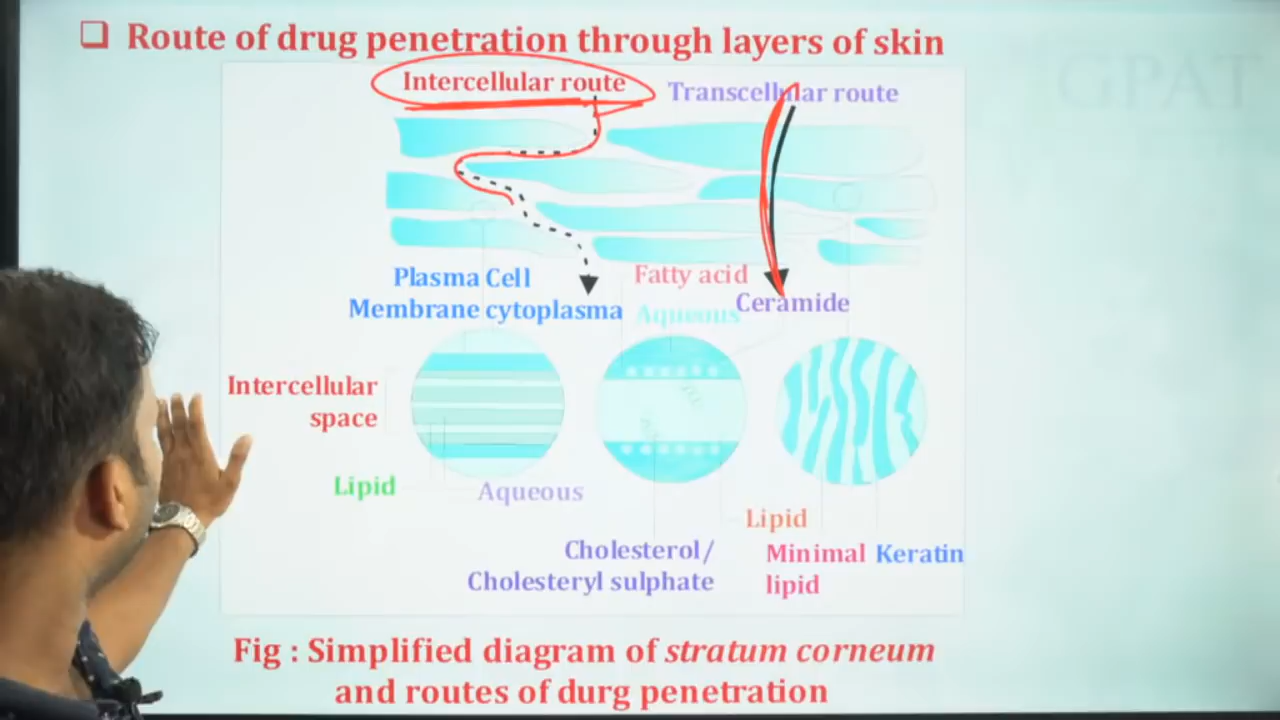 Route of drug penetration through layers of skin
GPAT
Intercellular route
Transcellular route
Plasma Cell
Membrane cytoplasma
Fatty acid
Aqueous
Ceramide
Intercellular
space
Lipid
Aqueous
Cholesterol/
Cholesteryl sulphate
Lipid
Minimal
lipid
Keratin
Fig : Simplified diagram of stratum corneum
and routes of durg penetration